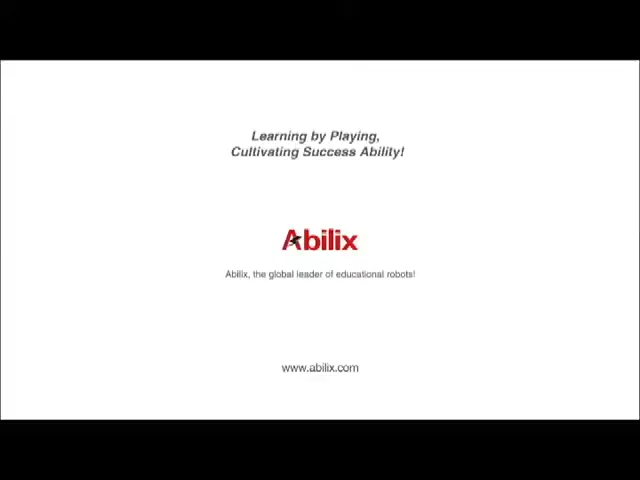 Learning by Playing,
Cultivating Success Ability!
Abilix
Abilix, the global leader of educational robots!
www.abilix.com